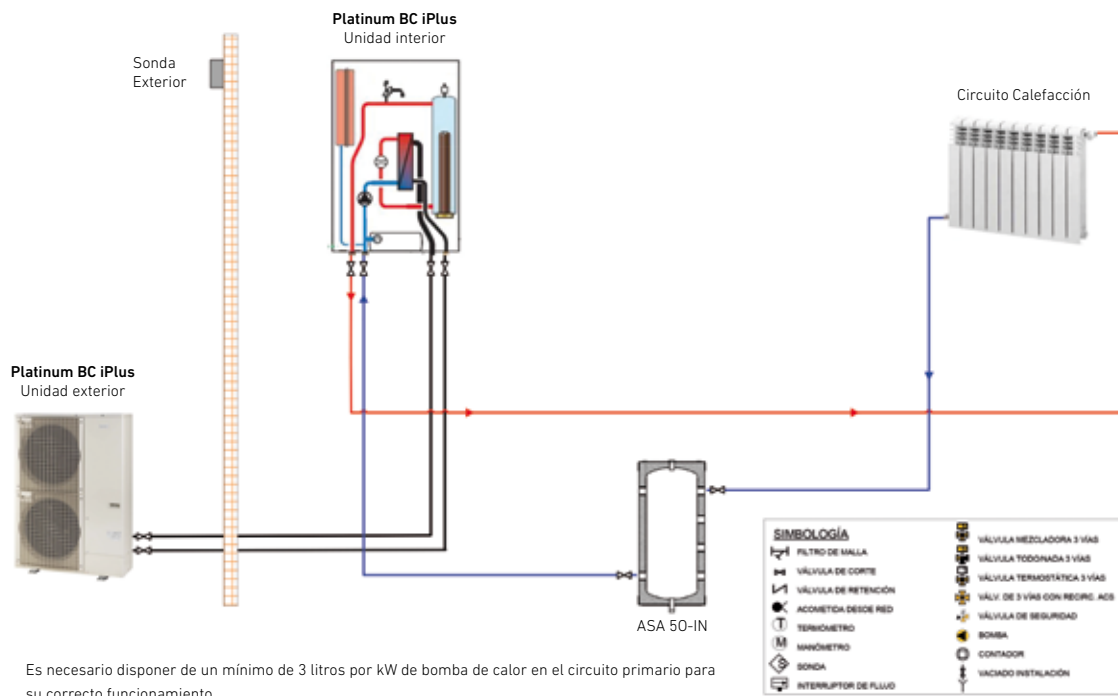 Platinum BC iPlus
Unidad interior
Sonda
Exterior
Circuito Calefacción
Platinum BC iPlus
Unidad exterior
ASA 50-IN
SIMBOLOGÍA
FILTRO DE MALLA
VÁLVULA DE CORTE
VÁLVULA DE RETENCIÓN
ACOMETIDA DESDE RED
T TERMÓMETRO
M MANÓMETRO
S SONDA
INTERRUPTOR DE FLUJO
VÁLVULA MEZCLADORA 3 VÍAS
VÁLVULA TODO/NADA 3 VÍAS
VÁLVULA TERMOSTÁTICA 3 VÍAS
VÁLV. DE 3 VÍAS CON RECIRC. ACS
VÁLVULA DE SEGURIDAD
BOMBA
CONTADOR
VACIADO INSTALACIÓN
Es necesario disponer de un mínimo de 3 litros por kW de bomba de calor en el circuito primario para
su correcto funcionamiento